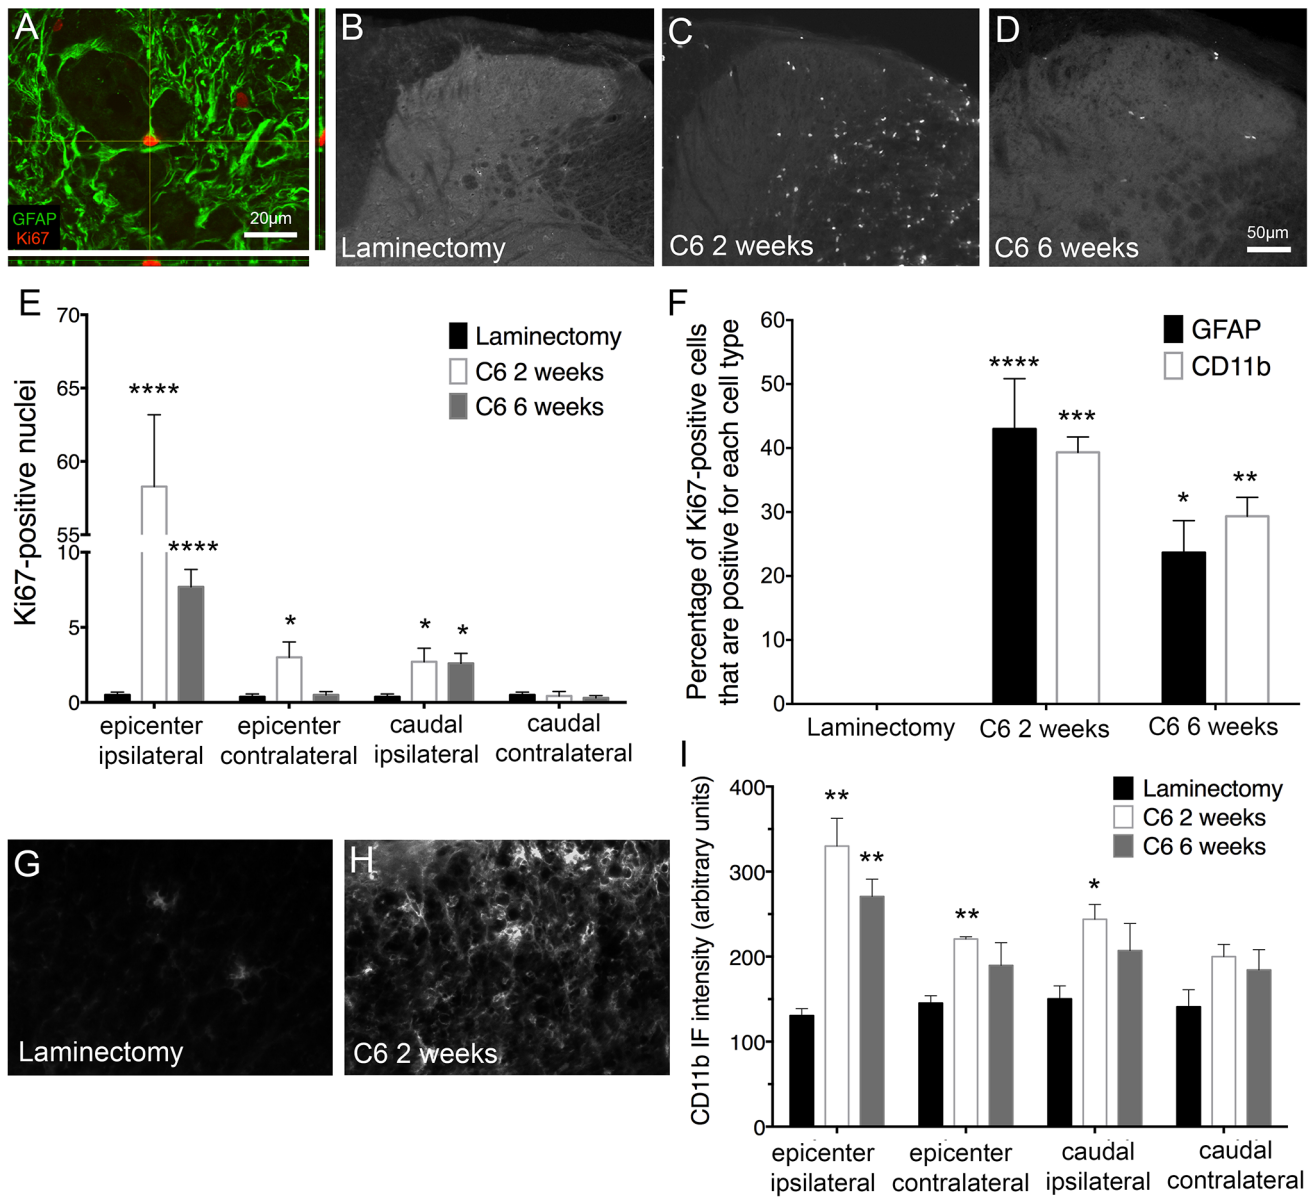 A
GFAP
Ki67
20µm
B
Laminectomy
C
C6 2 weeks
D
C6 6 weeks
50µm
E
Ki67-positive nuclei
70
65
60
55
10
5
0
Laminectomy
C6 2 weeks
C6 6 weeks
****
****
*
*
*
epicenter
ipsilateral
epicenter
contralateral
caudal
ipsilateral
caudal
contralateral
F
Percentage of Ki67-positive cells
that are positive for each cell type
60
50
40
30
20
10
0
GFAP
CD11b
****
***
*
**
Laminectomy
C6 2 weeks
C6 6 weeks
G
Laminectomy
H
C6 2 weeks
I
CD11b IF intensity (arbitrary units)
400
300
200
100
0
Laminectomy
C6 2 weeks
C6 6 weeks
**
**
**
*
epicenter
ipsilateral
epicenter
contralateral
caudal
ipsilateral
caudal
contralateral